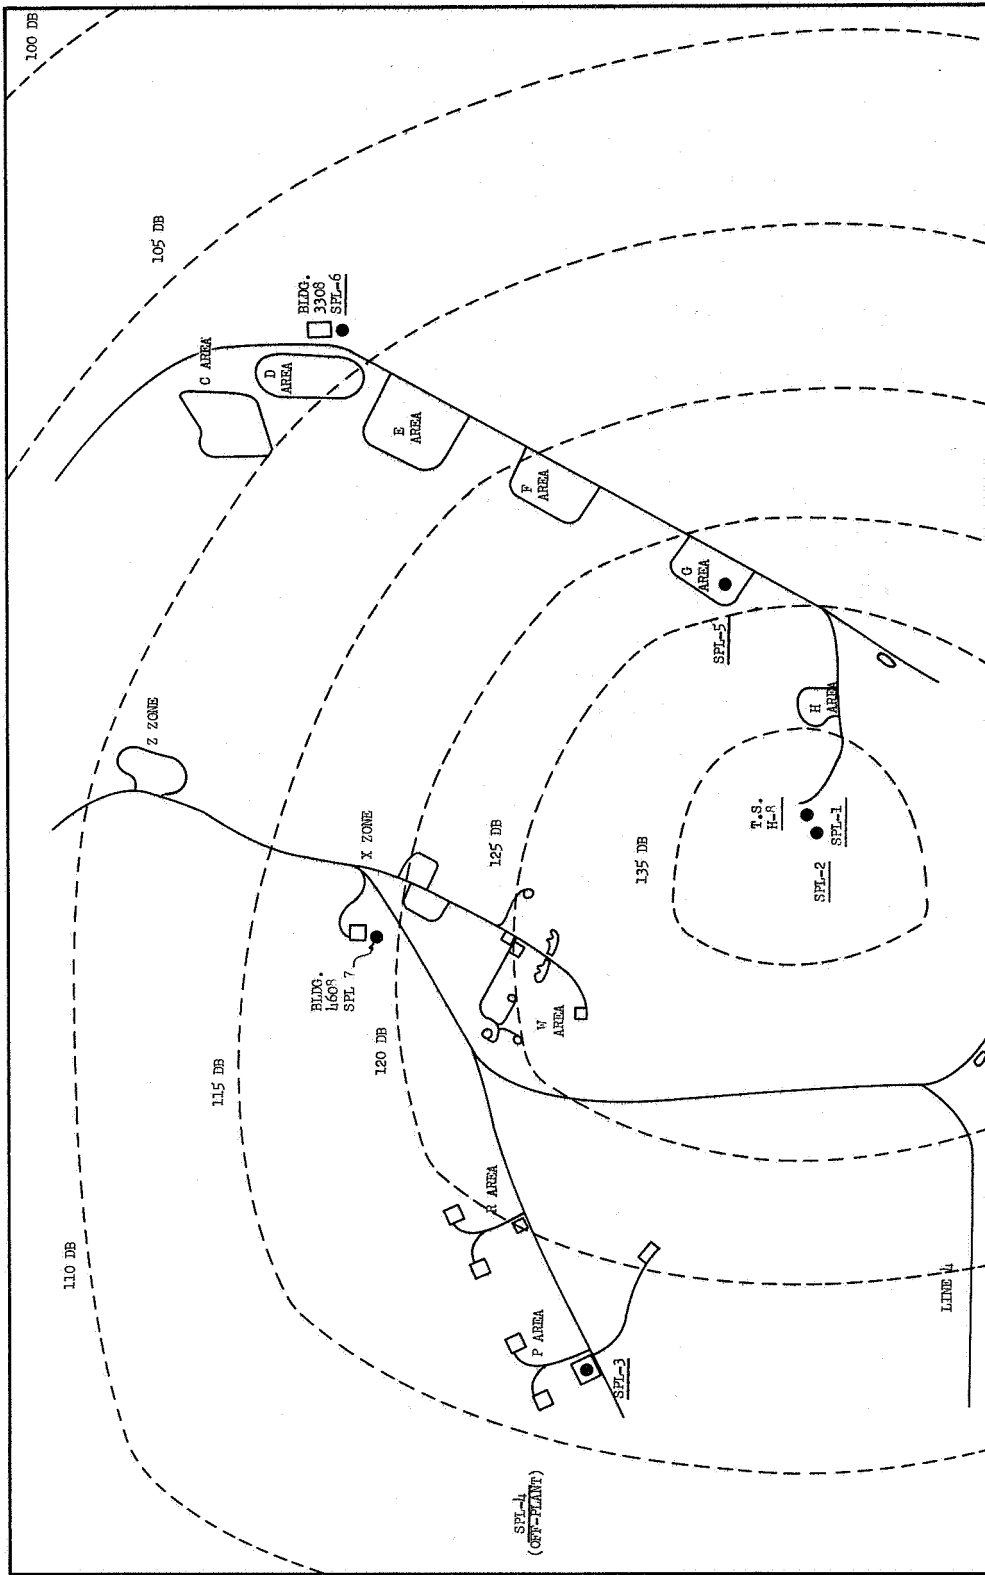 100 DB
105 DB
BLDG.
3308
SPL-6
C AREA
D
AREA
E
AREA
F
AREA
G
AREA
SPL-5
H
AREA
Z ZONE
X ZONE
125 DB
135 DB
T.S.
H-8
SPL-1
SPL-2
BLDG.
4608
SPL 7
W
AREA
120 DB
115 DB
110 DB
R AREA
P AREA
SPL-3
LINE 4
SPL-4
(OFF-PLANT)